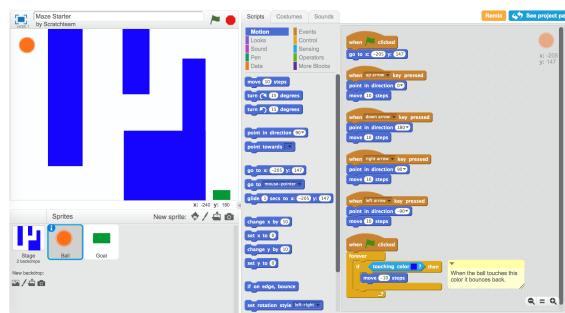 Maze Starter
by Scratchteam
Scripts Costumes Sounds
Remix See project pa
Motion Events
Looks Control
Sound Sensing
Pen Operators
Data More Blocks
move 10 steps
turn 15 degrees
turn 15 degrees
point in direction 90
point towards
go to x: -205 y: 147
go to mouse-pointer
glide 1 secs to x: -205 y: 147
change x by 10
set x to 0
change y by 10
set y to 0
if on edge, bounce
set rotation style left-right
when clicked
go to x: -205 y: 147
when up arrow key pressed
point in direction 0
move 10 steps
when down arrow key pressed
point in direction 180
move 10 steps
when right arrow key pressed
point in direction 90
move 10 steps
when left arrow key pressed
point in direction -90
move 10 steps
when clicked
forever
if touching color ? then
move -10 steps
When the ball touches this
color it bounces back.
x: -205
y: 147
x: -240 y: 180
Sprites New sprite:
Stage
2 backdrops
Ball
Goal
New backdrop: